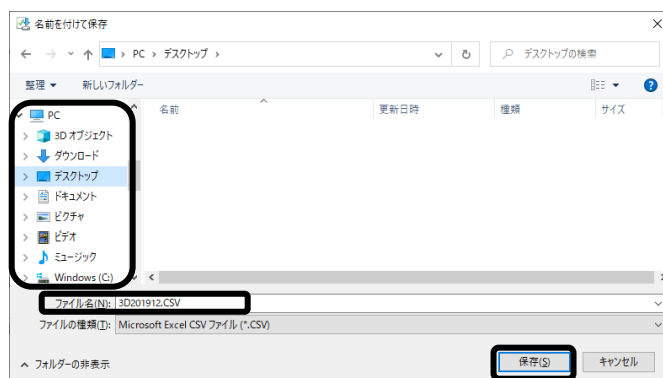 名前を付けて保存
PC › デスクトップ ›
デスクトップの検索
整理 新しいフォルダー
名前 更新日時 種類 サイズ
PC
3D オブジェクト
ダウンロード
デスクトップ
ドキュメント
ピクチャ
ビデオ
ミュージック
Windows (C:)
ファイル名(N): 3D201912.CSV
ファイルの種類(T): Microsoft Excel CSV ファイル (*.CSV)
フォルダーの非表示 保存(S) キャンセル